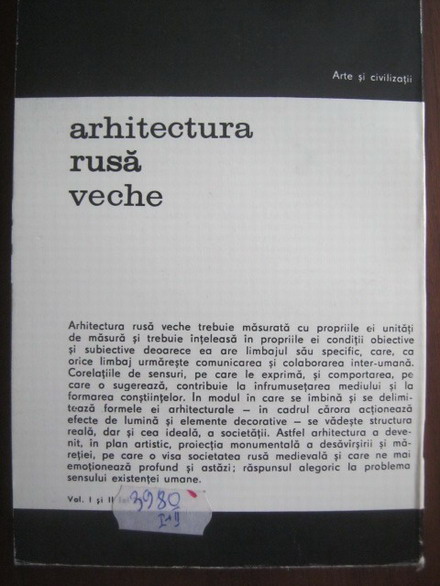 Arte și civilizații
arhitectura
rusă
veche
Arhitectura rusă veche trebuie măsurată cu propriile ei unități
de măsură și trebuie înțeleasă în propriile ei condiții obiective
și subiective deoarece ea are limbajul său specific, care, ca
orice limbaj urmărește comunicarea și colaborarea inter-umană.
Corelațiile de sensuri, pe care le exprimă, și comportarea, pe
care o sugerează, contribuie la înfrumusețarea mediului și la
formarea conștiințelor. În modul în care se îmbină și se delimi-
tează formele ei arhitecturale — în cadrul cărora acționează
efecte de lumină și elemente decorative — se vădește structura
reală, dar și cea ideală, a societății. Astfel arhitectura a deve-
nit, în plan artistic, proiecția monumentală a desăvîrșirii și mă-
reției, pe care o visa societatea rusă medievală și care ne mai
emoționează profund și astăzi; răspunsul alegoric la problema
sensului existenței umane.
Vol. I și II
3980
I+II